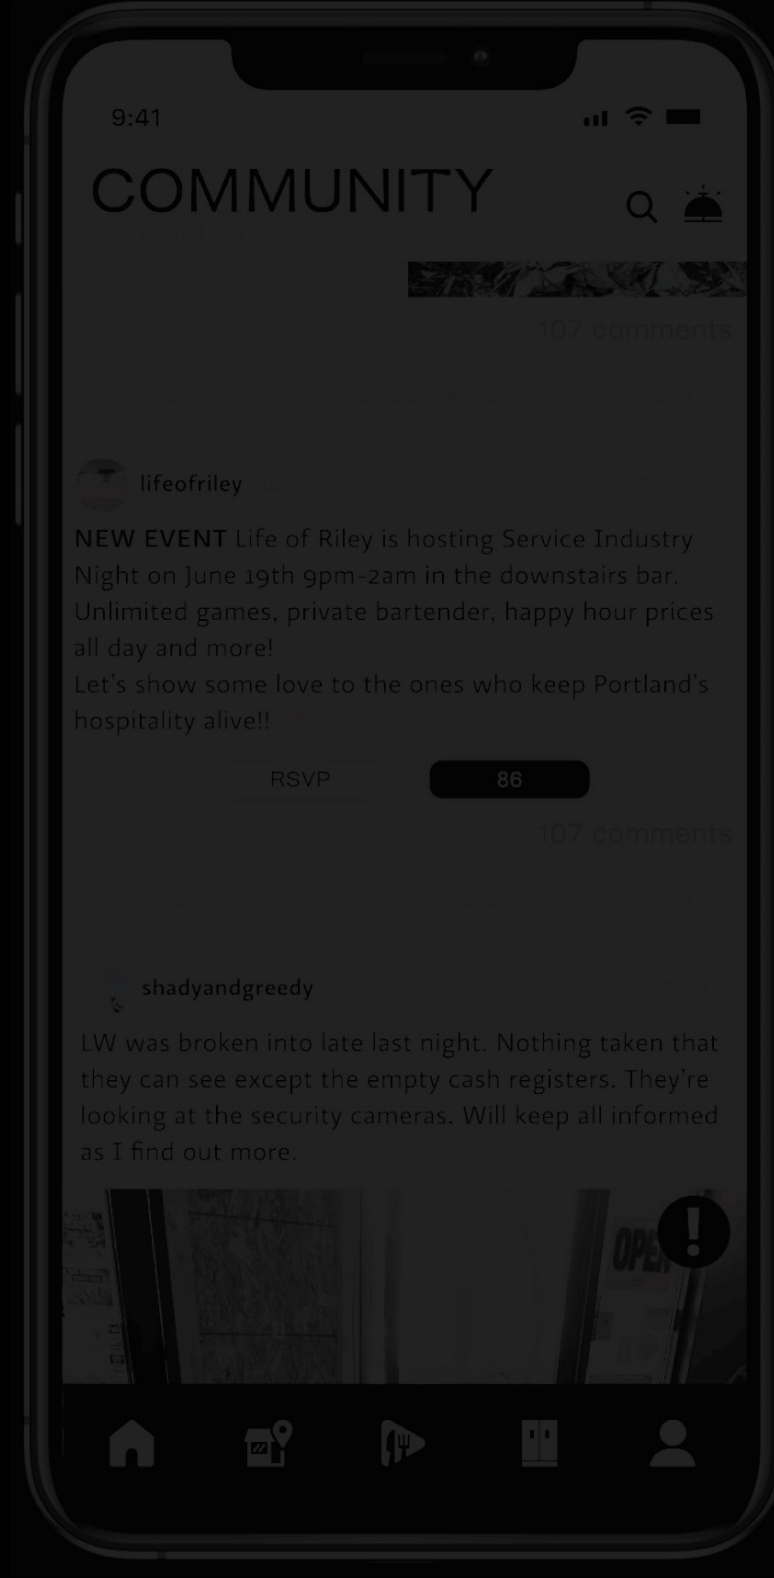 9:41
COMMUNITY
107 comments
lifeofriley
NEW EVENT Life of Riley is hosting Service Industry
Night on June 19th 9pm-2am in the downstairs bar.
Unlimited games, private bartender, happy hour prices
all day and more!
Let's show some love to the ones who keep Portland's
hospitality alive!!
RSVP
86
107 comments
shadyandgreedy
LW was broken into late last night. Nothing taken that
they can see except the empty cash registers. They're
looking at the security cameras. Will keep all informed
as I find out more.
OPEN